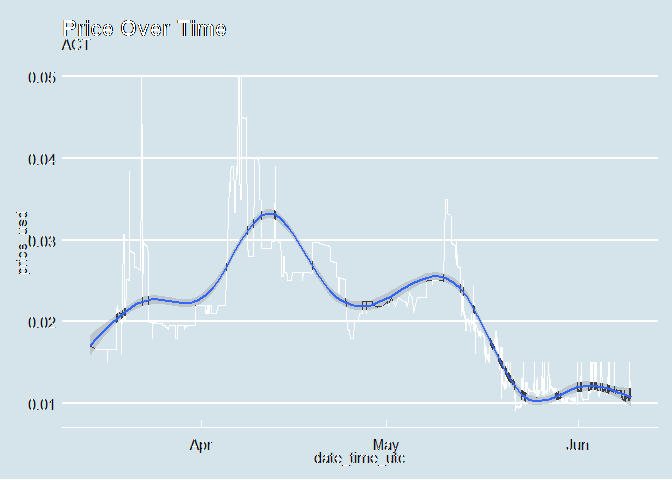 Price Over Time
ACT
0.05
0.04
0.03
0.02
0.01
price_usd
Apr May Jun
date_time_utc